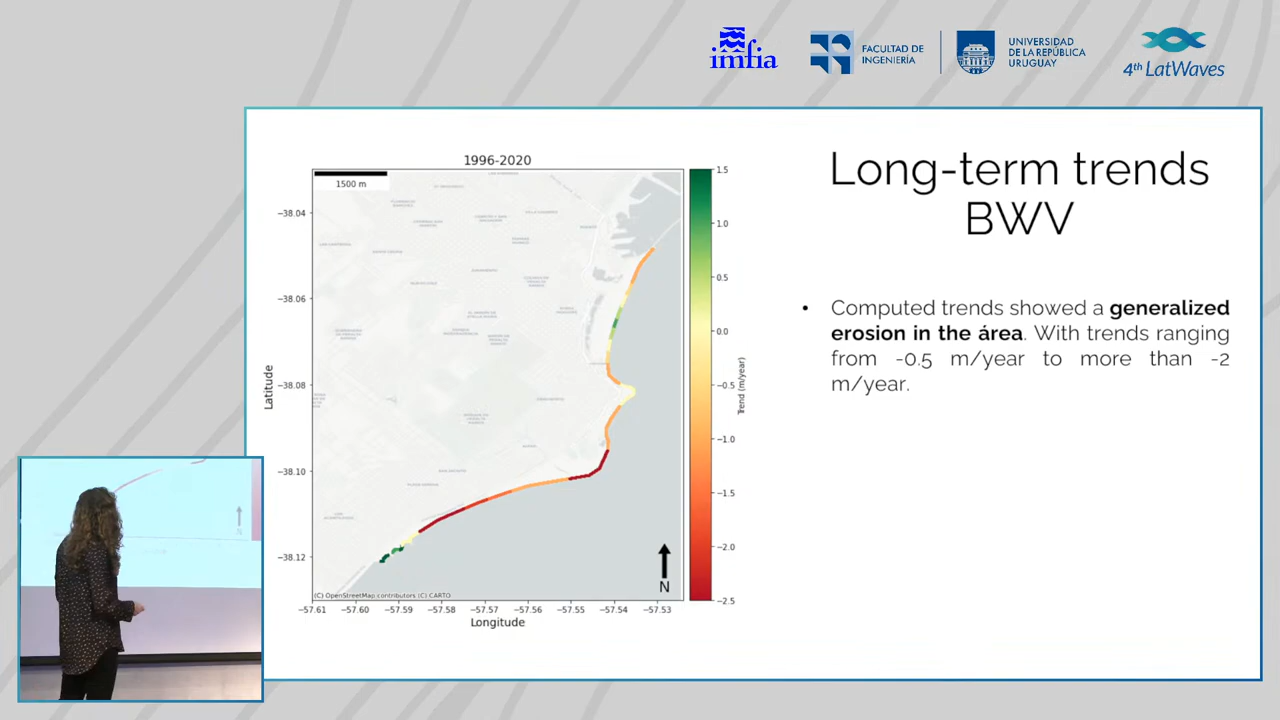 imfia
FACULTAD DE
INGENIERÍA
UNIVERSIDAD
DE LA REPÚBLICA
URUGUAY
4th LatWaves
1996-2020
1500 m
Long-term trends
BWV
• Computed trends showed a generalized
erosion in the área. With trends ranging
from -0.5 m/year to more than -2
m/year.
1.5
1.0
0.5
0.0
−0.5
−1.0
−1.5
−2.0
−2.5
Trend (m/year)
−38.04
−38.06
−38.08
−38.10
−38.12
Latitude
N
(C) OpenStreetMap contributors (C) CARTO
−57.61
−57.60
−57.59
−57.58
−57.57
−57.56
−57.55
−57.54
−57.53
Longitude